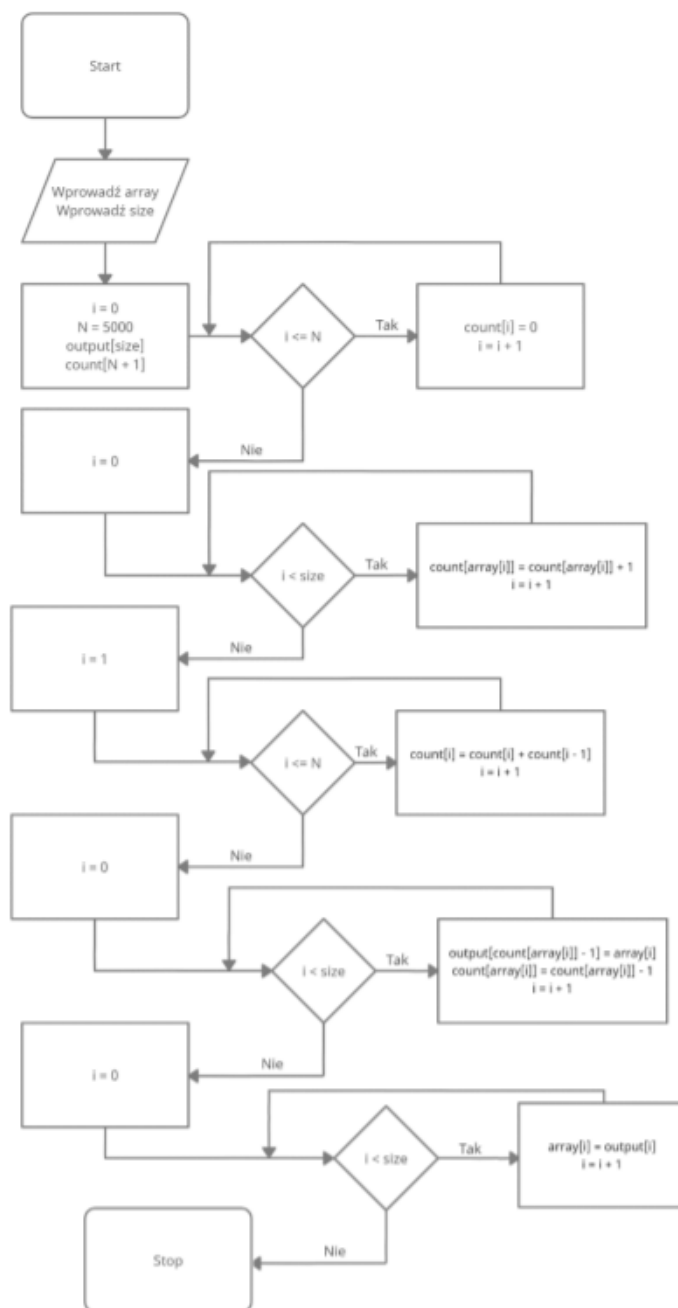 Start
Wprowadź array
Wprowadź size
i = 0
N = 5000
output[size]
count[N + 1]
i <= N
Tak
count[i] = 0
i = i + 1
Nie
i = 0
i < size
Tak
count[array[i]] = count[array[i]] + 1
i = i + 1
Nie
i = 1
i <= N
Tak
count[i] = count[i] + count[i - 1]
i = i + 1
Nie
i = 0
i < size
Tak
output[count[array[i]] - 1] = array[i]
count[array[i]] = count[array[i]] - 1
i = i + 1
Nie
i = 0
i < size
Tak
array[i] = output[i]
i = i + 1
Nie
Stop